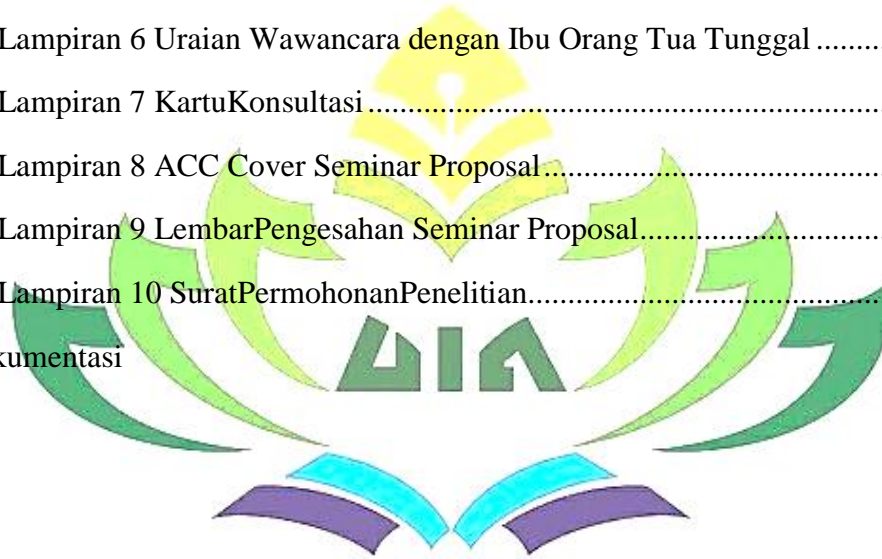 Lampiran 6 Uraian Wawancara dengan Ibu Orang Tua Tunggal ........
Lampiran 7 KartuKonsultasi ..................................................................
Lampiran 8 ACC Cover Seminar Proposal...........................................
Lampiran 9 LembarPengesahan Seminar Proposal...............................
Lampiran 10 SuratPermohonanPenelitian.............................................
kumentasi